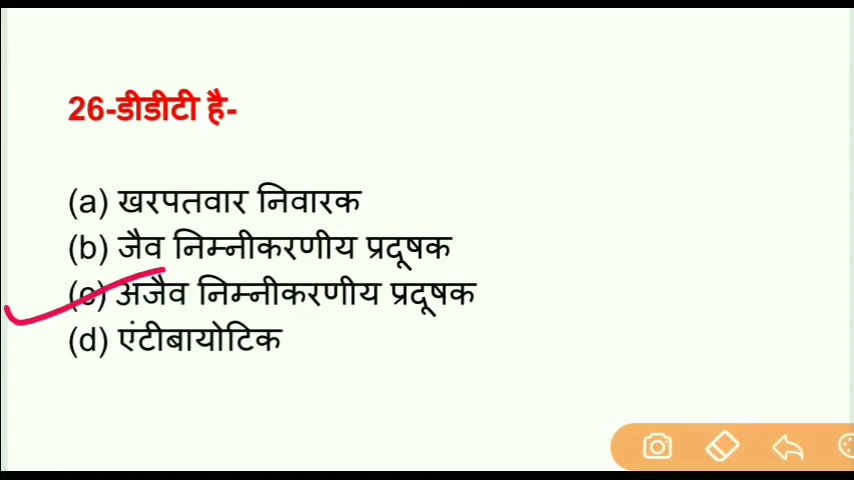 26-डीडीटी है-
(a) खरपतवार निवारक
(b) जैव निम्नीकरणीय प्रदूषक
(c) अजैव निम्नीकरणीय प्रदूषक
(d) एंटीबायोटिक